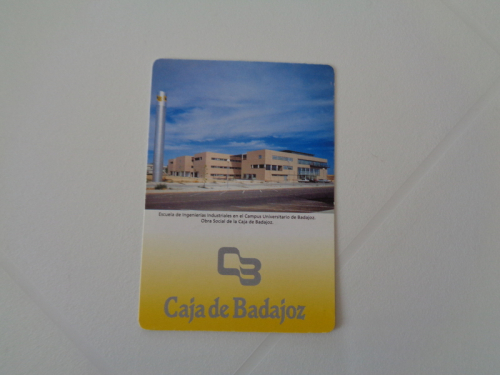 Escuela de Ingenierías Industriales en el Campus Universitario de Badajoz.
Obra Social de la Caja de Badajoz.
CB
Caja de Badajoz